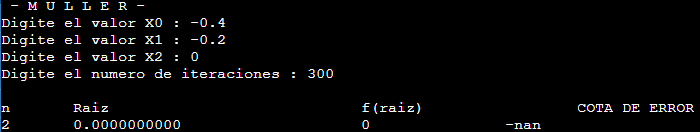 - M U L L E R -
Digite el valor X0 : -0.4
Digite el valor X1 : -0.2
Digite el valor X2 : 0
Digite el numero de iteraciones : 300
n Raiz f(raiz) COTA DE ERROR
2 0.0000000000 0 -nan